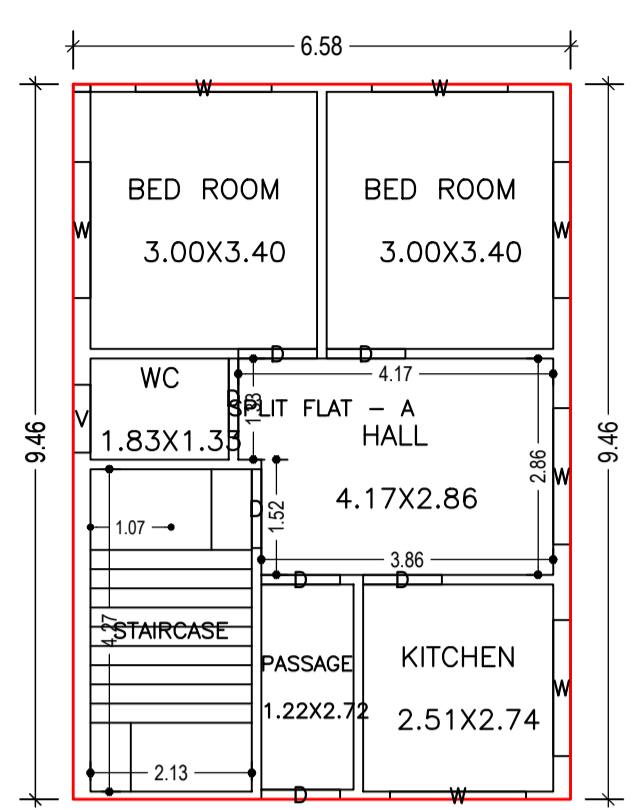 6.58
W
W
BED ROOM
BED ROOM
W
W
3.00X3.40
3.00X3.40
D
D
WC
4.17
D
SPLIT FLAT - A
1.33
V
HALL
1.83X1.33
9.46
9.46
2.86
W
4.17X2.86
D
1.52
1.07
3.86
D
D
4.27
STAIRCASE
PASSAGE
KITCHEN
W
1.22X2.72
2.51X2.74
2.13
D
W